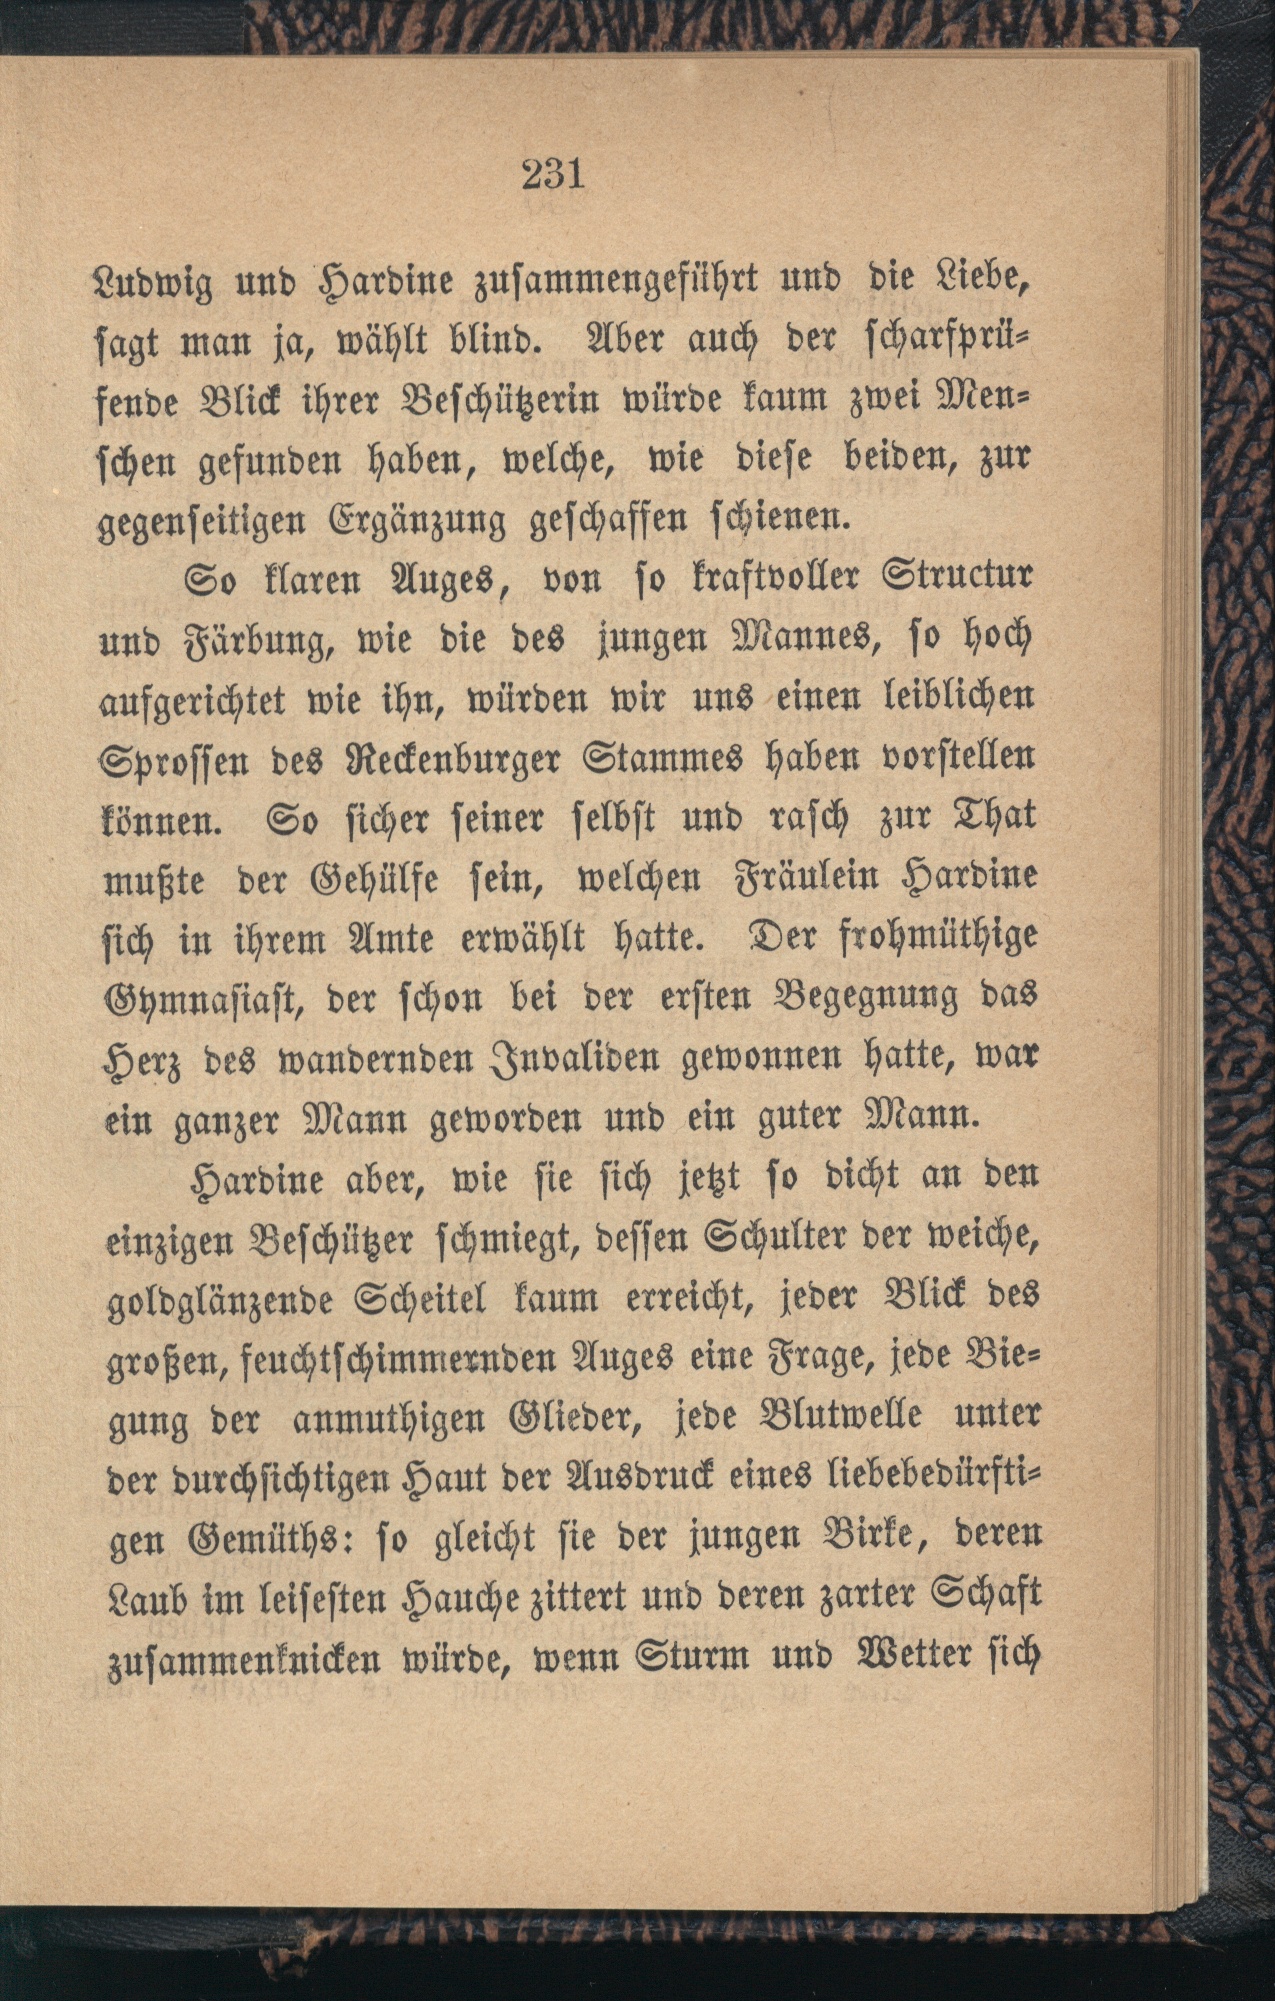 231
Ludwig und Hardine zusammengeführt und die Liebe,
sagt man ja, wählt blind. Aber auch der scharfprü-
fende Blick ihrer Beschützerin würde kaum zwei Men-
schen gefunden haben, welche, wie diese beiden, zur
gegenseitigen Ergänzung geschaffen schienen.
So klaren Auges, von so kraftvoller Structur
und Färbung, wie die des jungen Mannes, so hoch
aufgerichtet wie ihn, würden wir uns einen leiblichen
Sprossen des Reckenburger Stammes haben vorstellen
können. So sicher seiner selbst und rasch zur That
mußte der Gehülfe sein, welchen Fräulein Hardine
sich in ihrem Amte erwählt hatte. Der frohmüthige
Gymnasiast, der schon bei der ersten Begegnung das
Herz des wandernden Invaliden gewonnen hatte, war
ein ganzer Mann geworden und ein guter Mann.
Hardine aber, wie sie sich jetzt so dicht an den
einzigen Beschützer schmiegt, dessen Schulter der weiche,
goldglänzende Scheitel kaum erreicht, jeder Blick des
großen, feuchtschimmernden Auges eine Frage, jede Bie-
gung der anmuthigen Glieder, jede Blutwelle unter
der durchsichtigen Haut der Ausdruck eines liebebedürfti-
gen Gemüths: so gleicht sie der jungen Birke, deren
Laub im leisesten Hauche zittert und deren zarter Schaft
zusammenknicken würde, wenn Sturm und Wetter sich